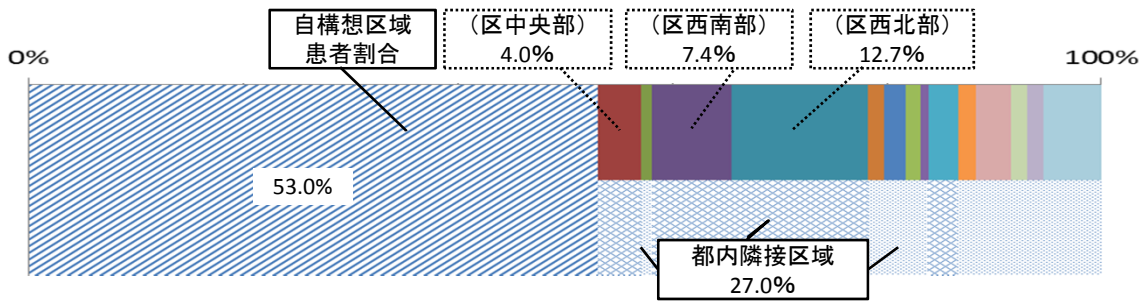 自構想区域
患者割合
（区中央部）
4.0%
（区西南部）
7.4%
（区西北部）
12.7%
0%
100%
53.0%
都内隣接区域
27.0%